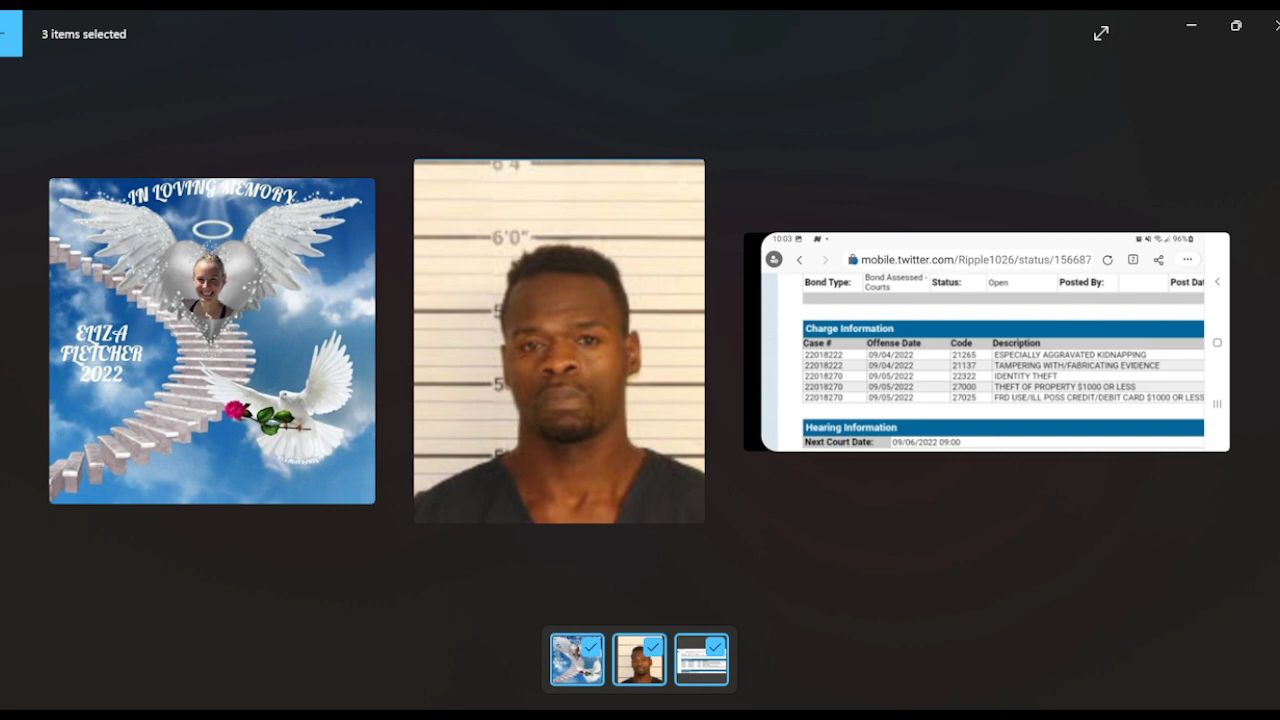 3 items selected
IN LOVING MEMORY
ELIZA
FLETCHER
2022
6'4"
6'0"
10:03
96%
mobile.twitter.com/Ripple1026/status/156687
Bond Type: Bond Assessed - Courts Status: Open Posted By: Post Dat
Charge Information
Case # Offense Date Code Description
22018222 09/04/2022 21265 ESPECIALLY AGGRAVATED KIDNAPPING
22018222 09/04/2022 21137 TAMPERING WITH/FABRICATING EVIDENCE
22018270 09/05/2022 22322 IDENTITY THEFT
22018270 09/05/2022 27000 THEFT OF PROPERTY $1000 OR LESS
22018270 09/05/2022 27025 FRD USE/ILL POSS CREDIT/DEBIT CARD $1000 OR LESS
Hearing Information
Next Court Date: 09/06/2022 09:00